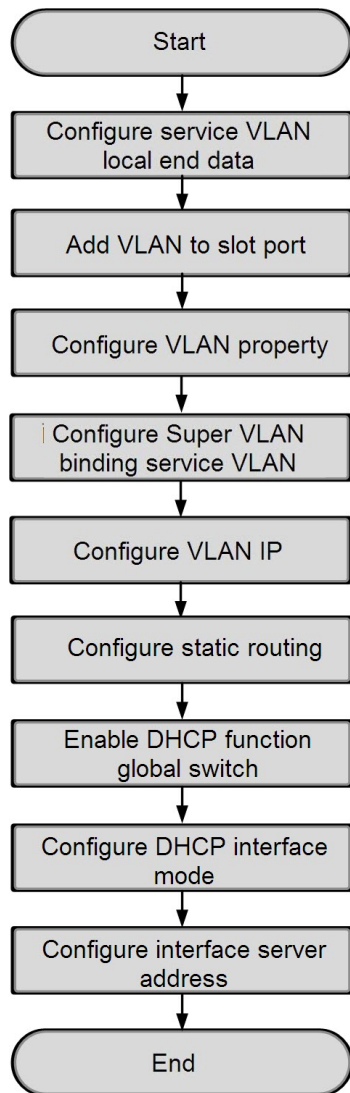 Start
Configure service VLAN
local end data
Add VLAN to slot port
Configure VLAN property
Configure Super VLAN
binding service VLAN
Configure VLAN IP
Configure static routing
Enable DHCP function
global switch
Configure DHCP interface
mode
Configure interface server
address
End